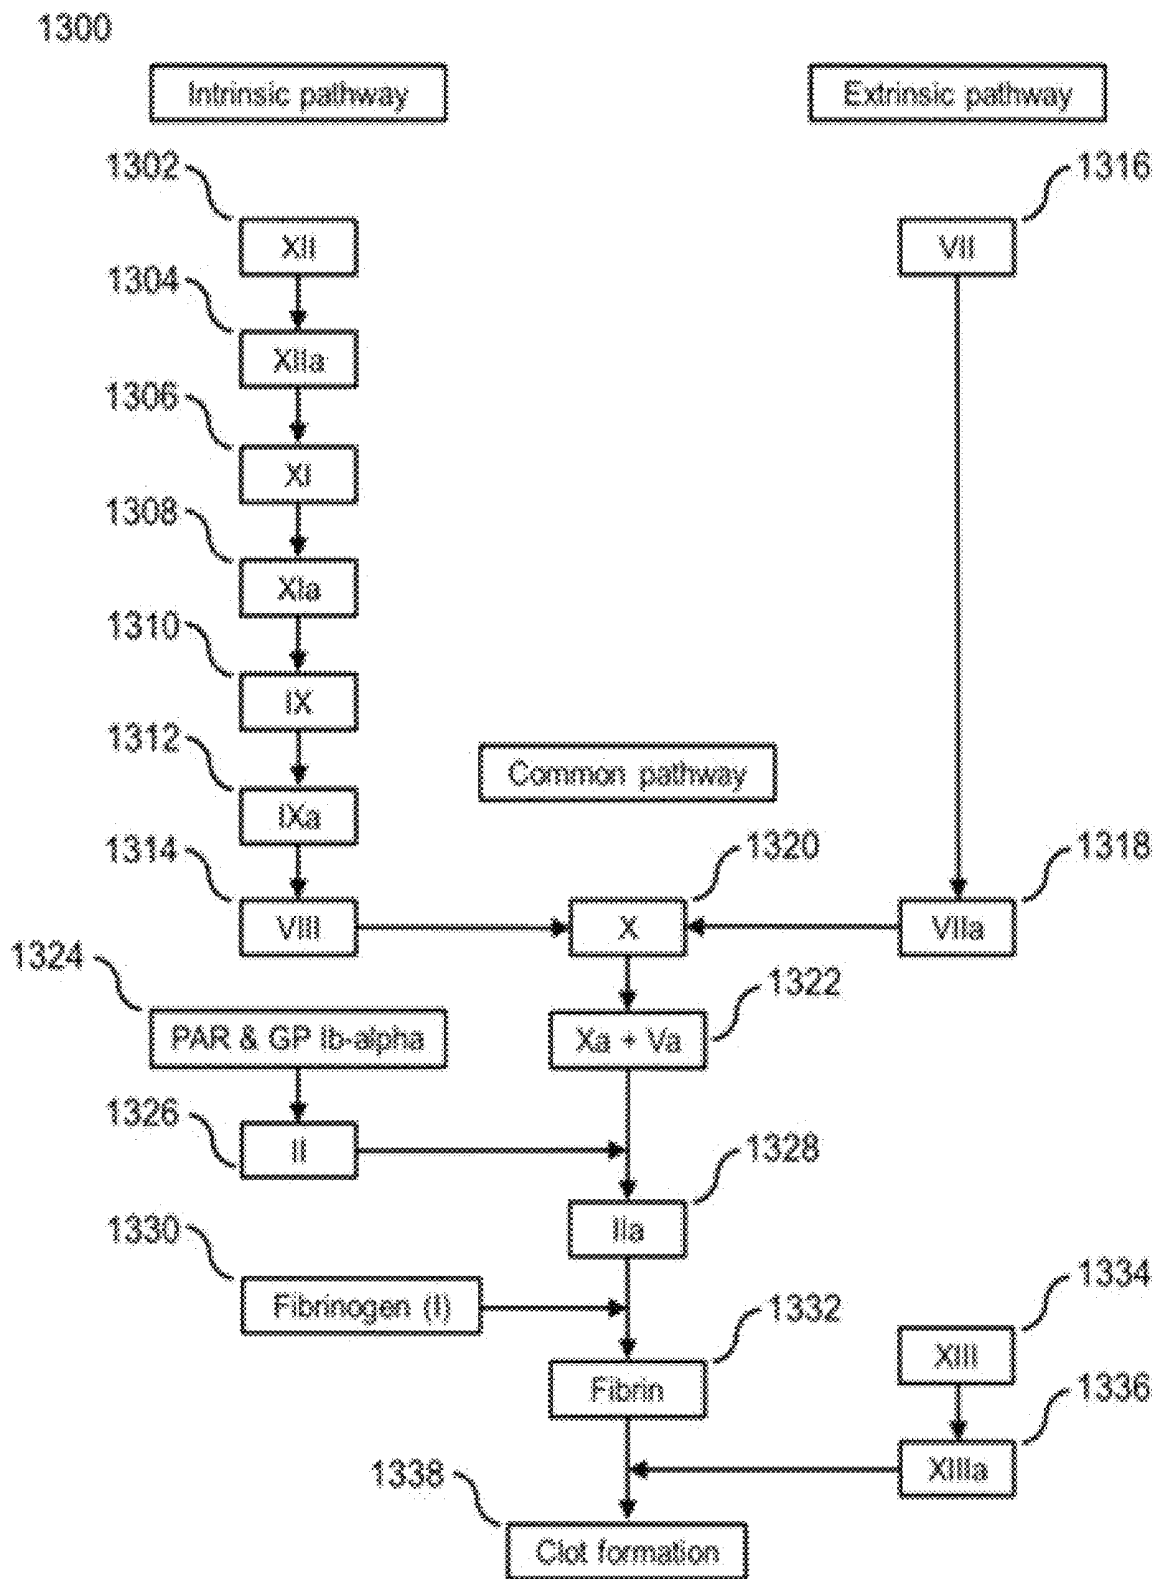 1300
Intrinsic pathway
Extrinsic pathway
1302
1316
XII
VII
1304
XIIa
1306
XI
1308
XIa
1310
IX
1312
Common pathway
IXa
1314
1320
1318
VIII
X
VIIa
1324
1322
PAR & GP Ib-alpha
Xa + Va
1326
II
1328
IIa
1330
1334
Fibrinogen (I)
1332
XIII
Fibrin
1336
XIIIa
1338
Clot formation